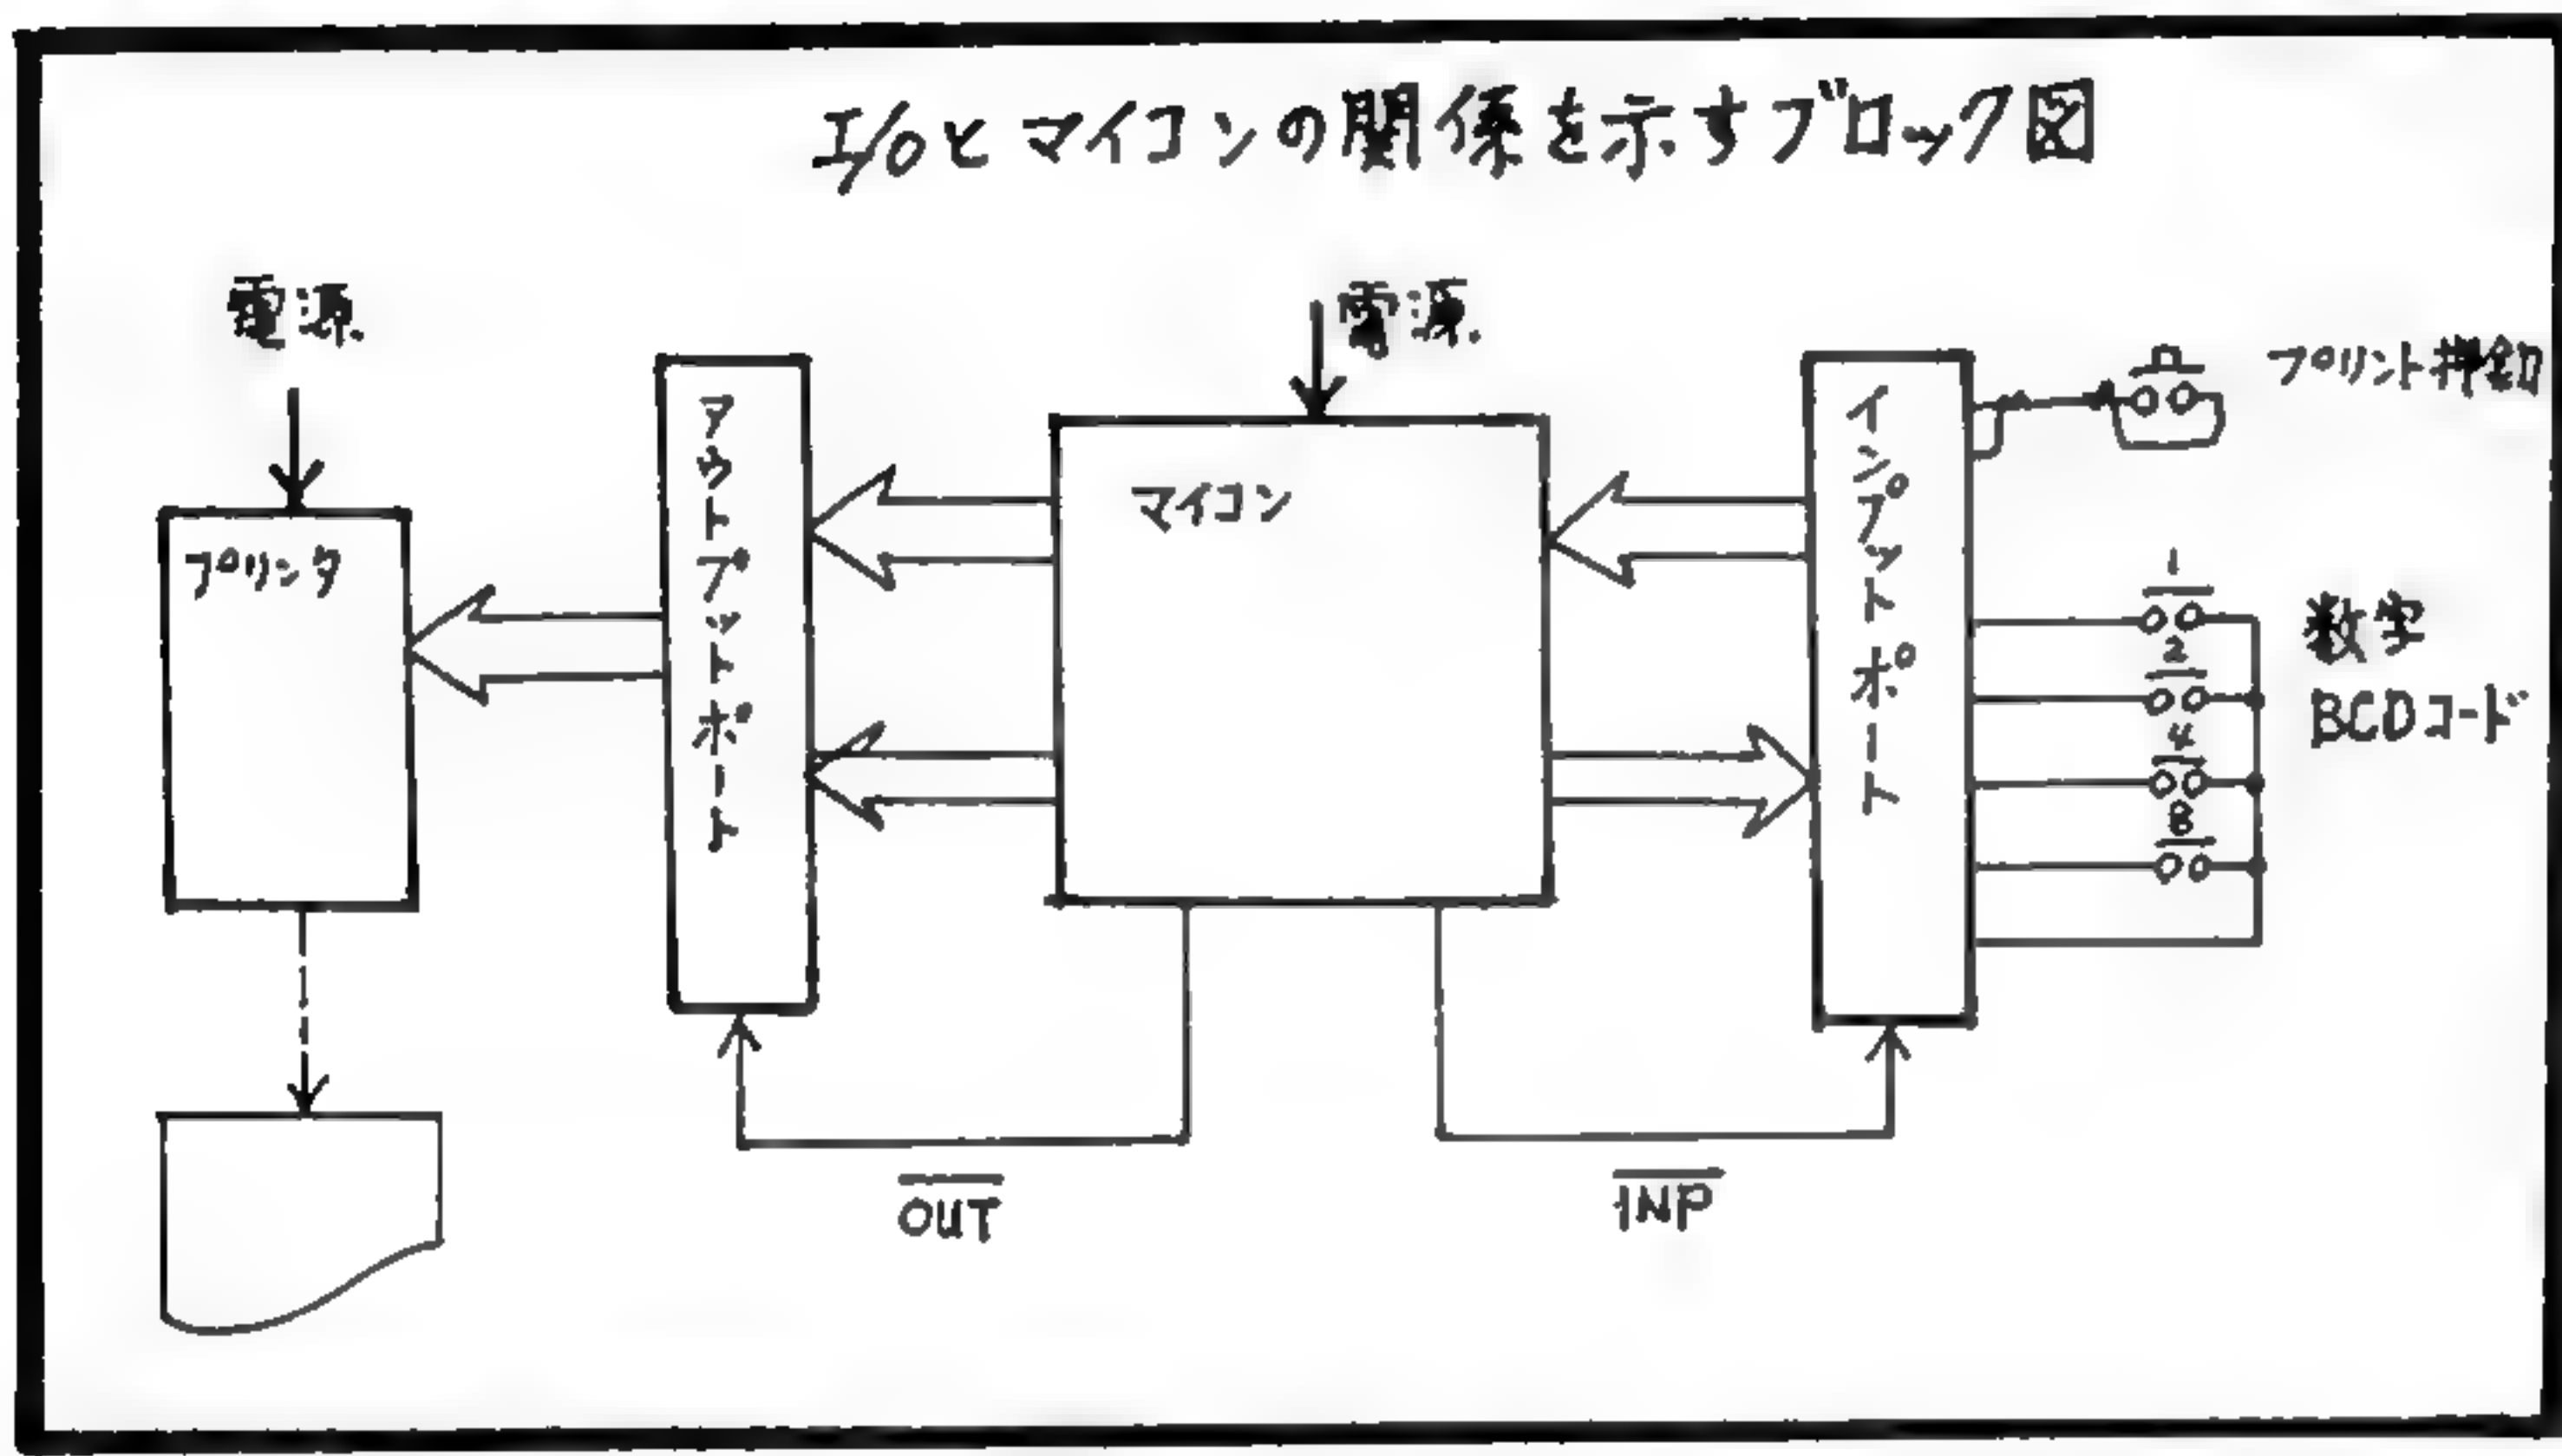 I/Oとマイコンの関係を示すブロック図
電源
電源
プリンタ
アウトプットポート
マイコン
インプットポート
プリント押釦
1
2
4
8
数字
BCDコード
OUT
INP